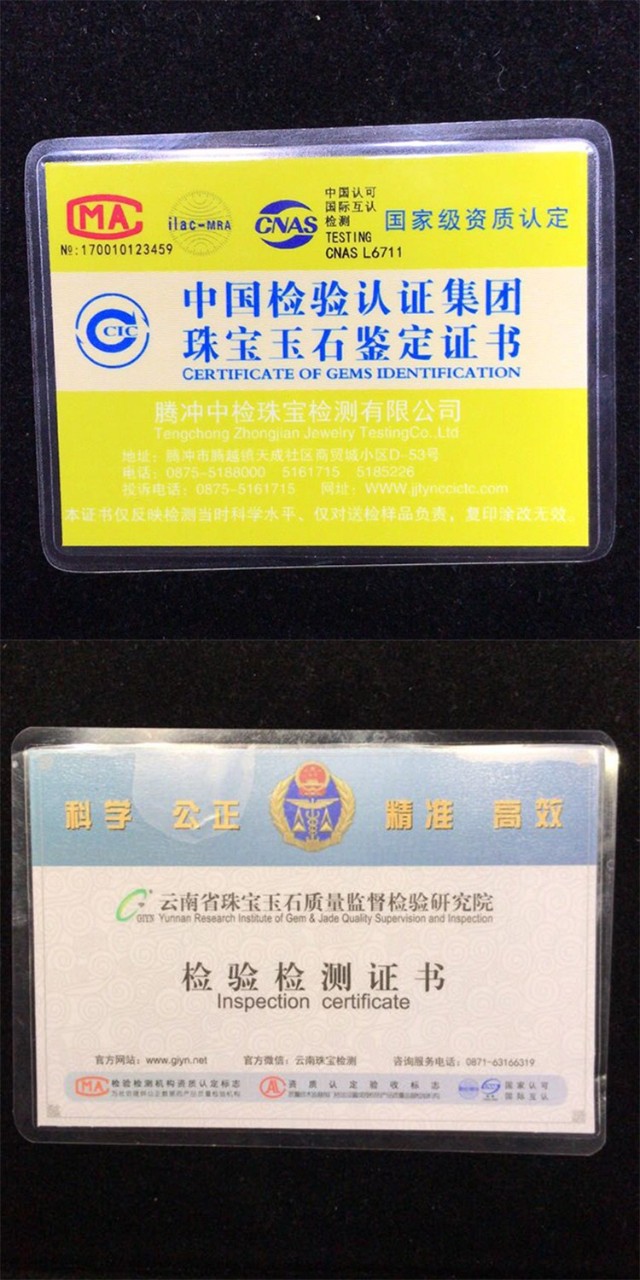 MA
ilac-MRA
CNAS
中国认可
国际互认
检测
TESTING
CNAS L6711
国家级资质认定
№:170010123459
CCIC
中国检验认证集团
珠宝玉石鉴定证书
CERTIFICATE OF GEMS IDENTIFICATION
腾冲中检珠宝检测有限公司
Tengchong Zhongjian Jewelry TestingCo.,Ltd
地址：腾冲市腾越镇天成社区商贸城小区D-53号
电话：0875-5188000 5161715 5185226
投诉电话：0875-5161715 网址：WWW.jjtynccictc.com
本证书仅反映检测当时科学水平、仅对送检样品负责，复印涂改无效。
科学 公正 精准 高效
GIYN
云南省珠宝玉石质量监督检验研究院
Yunnan Research Institute of Gem & Jade Quality Supervision and Inspection
检验检测证书
Inspection certificate
官方网站：www.giyn.net 官方微信：云南珠宝检测 咨询服务电话：0871-63166319
MA 检验检测机构资质认定标志
AL 资质认定验收标志
国家认可
国际互认